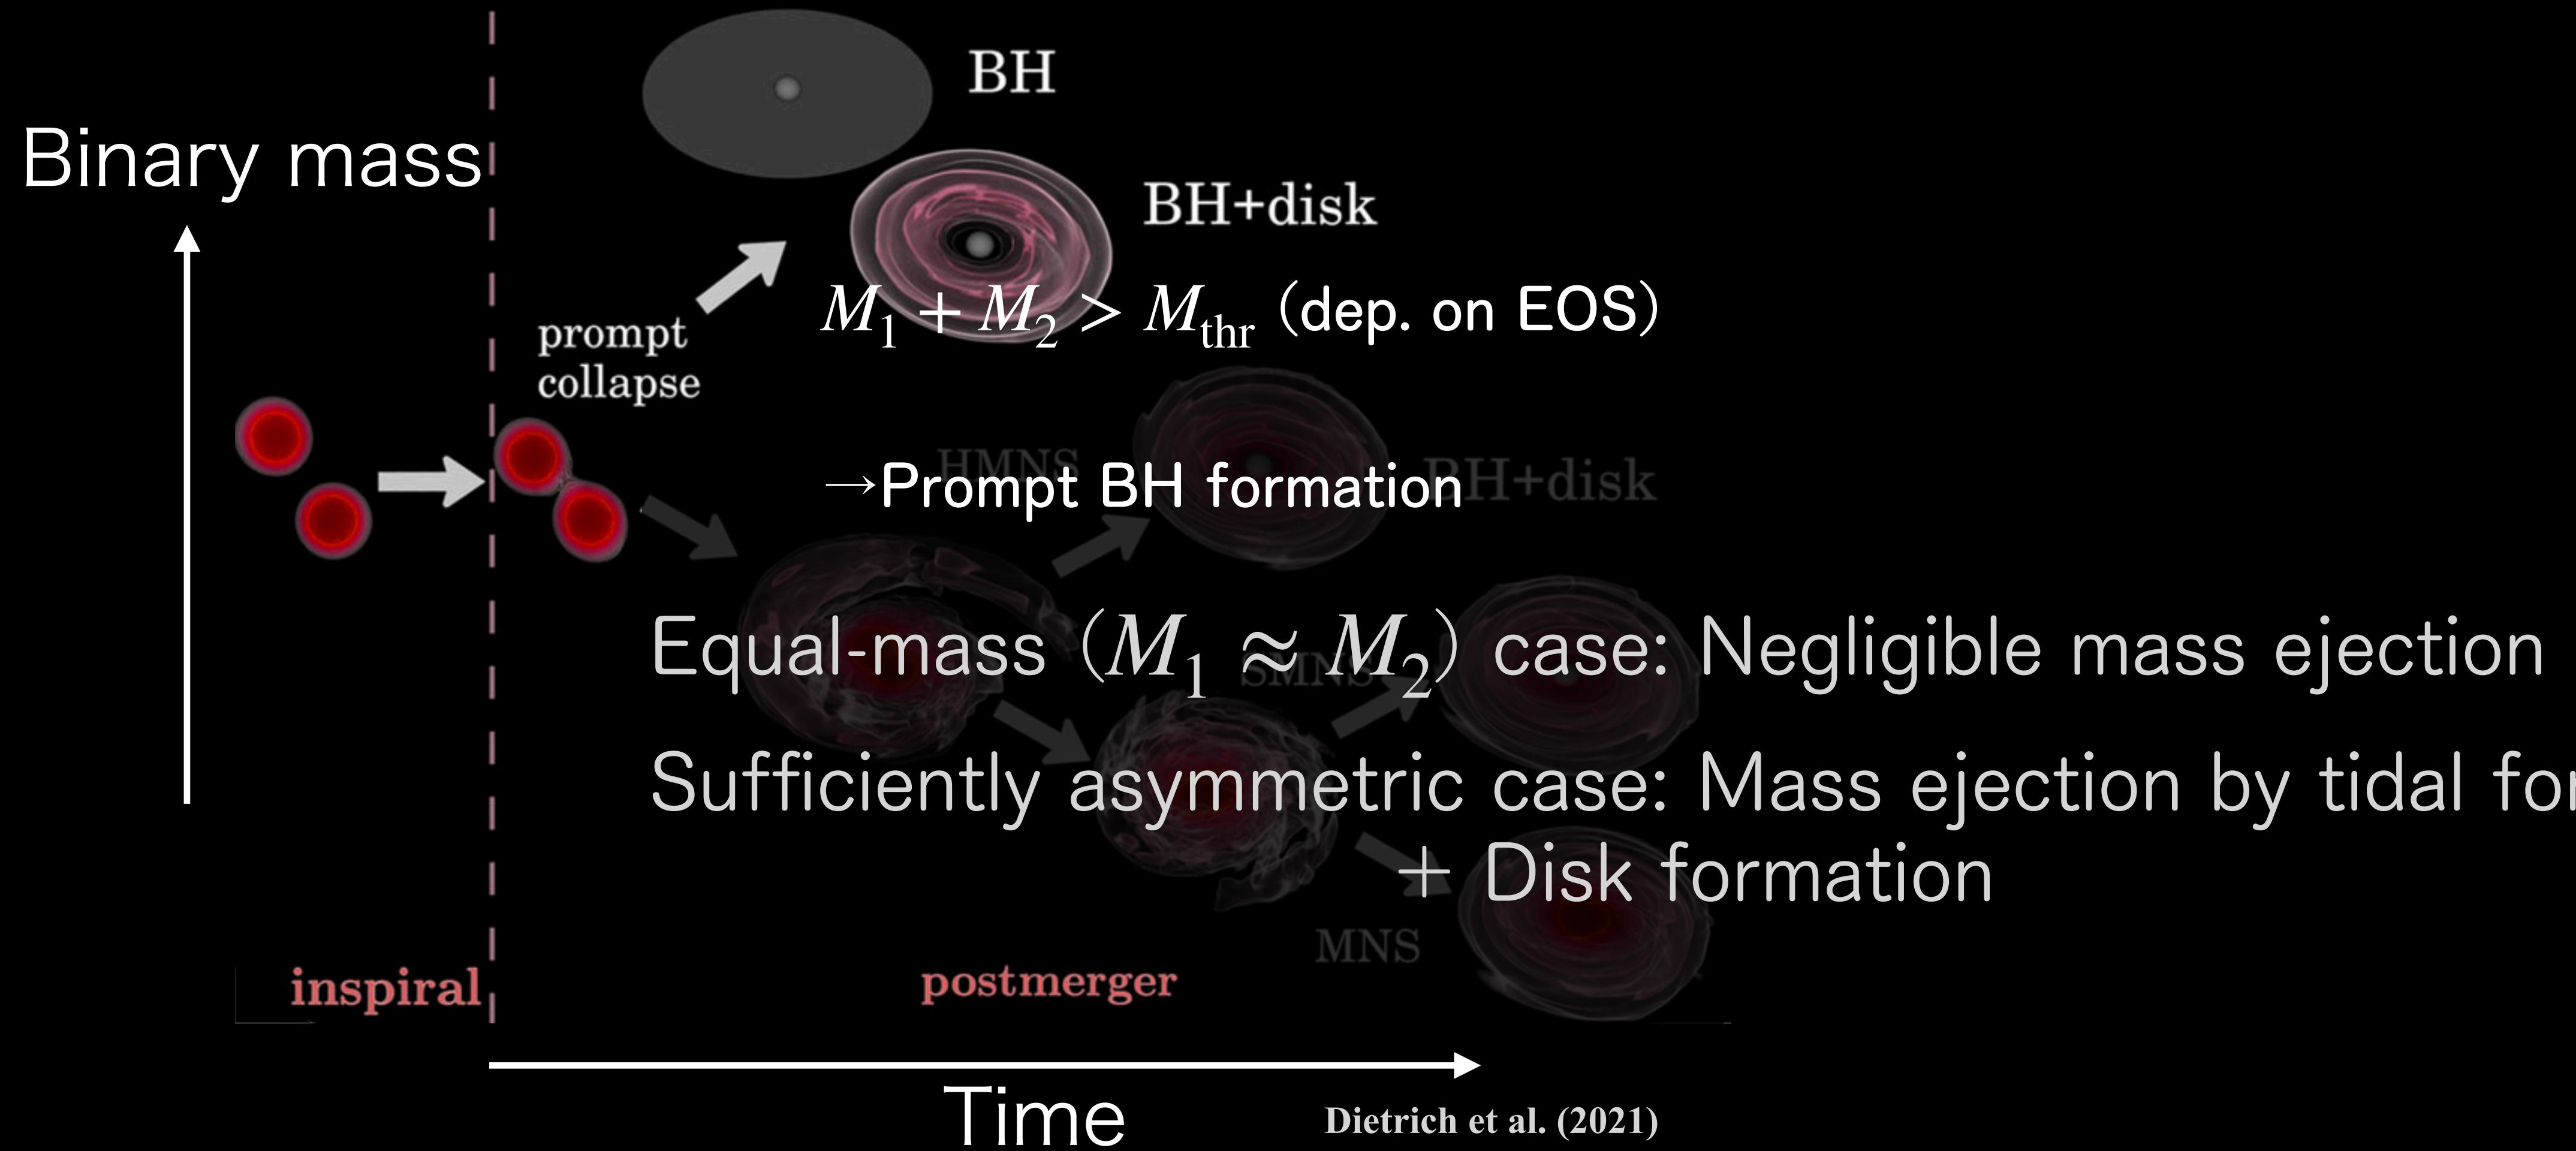 BH
Binary mass
BH+disk
M₁ + M₂ > Mthr (dep. on EOS)
prompt
collapse
HMNS
BH+disk
→Prompt BH formation
Equal-mass (M₁ ≈ M₂) case: Negligible mass ejection
SMNS
Sufficiently asymmetric case: Mass ejection by tidal
+ Disk formation
MNS
inspiral
postmerger
Time
Dietrich et al. (2021)